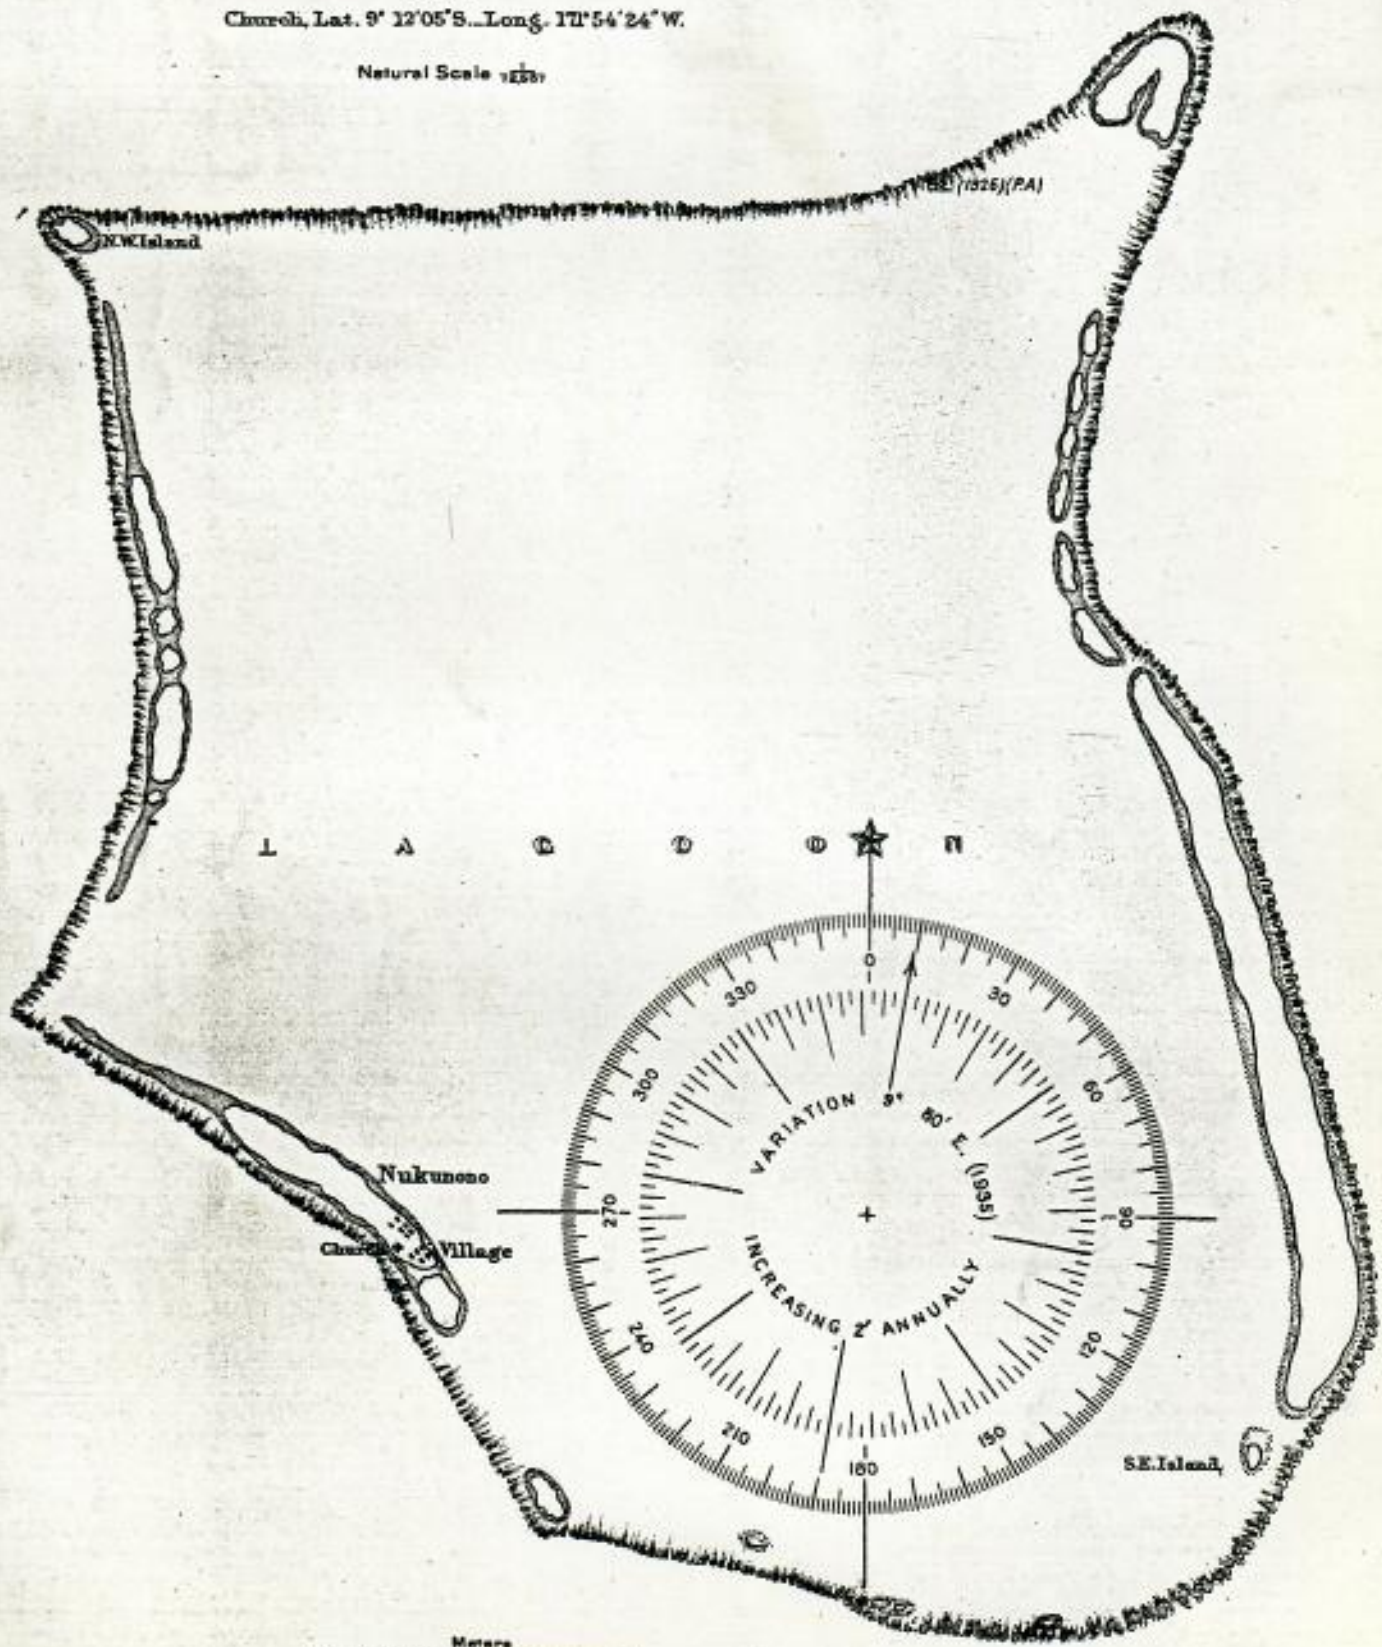 Church, Lat. 9° 12'05"S. Long. 171°54'24"W.
Natural Scale
(1925)(P.A)
N.W.Island
L A G O O N
0
30
60
90
120
150
180
210
240
270
300
330
VARIATION 9° 50' E. (1935)
INCREASING 2' ANNUALLY
Nukunono
Church
Village
S.E.Island
Meters